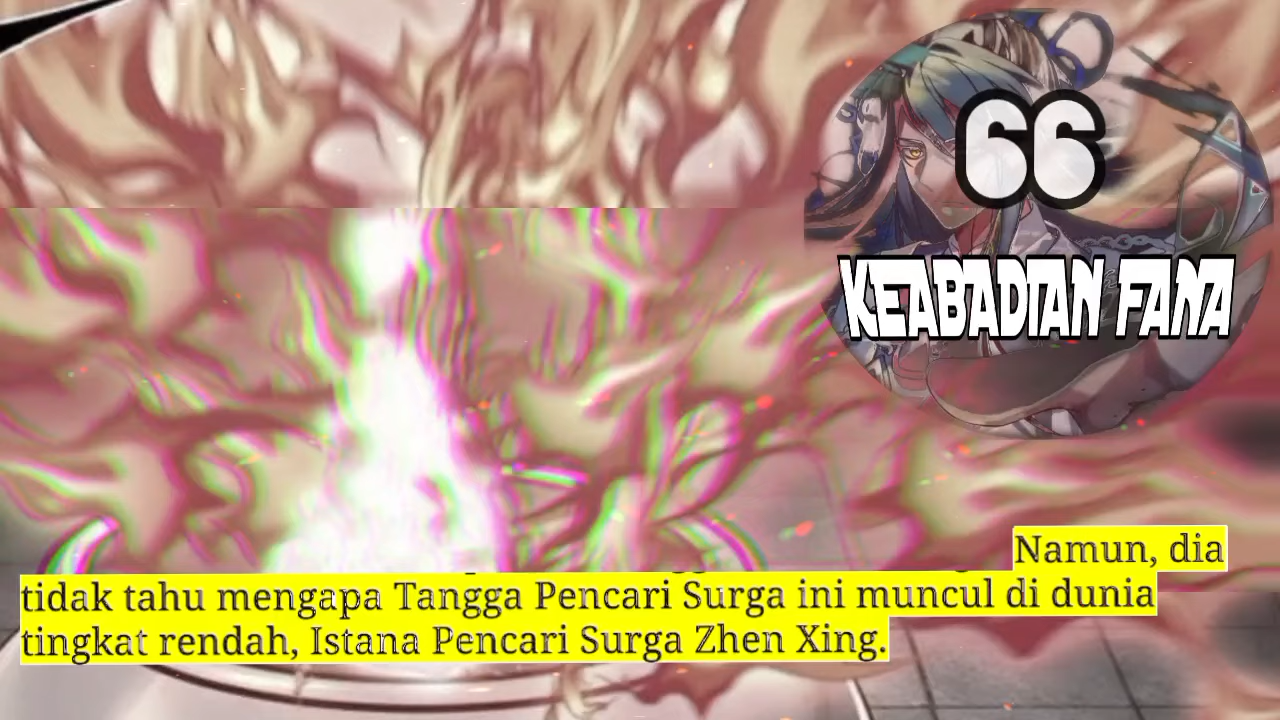 66
KEABADIAN FANA
Namun, dia
tidak tahu mengapa Tangga Pencari Surga ini muncul di dunia
tingkat rendah, Istana Pencari Surga Zhen Xing.